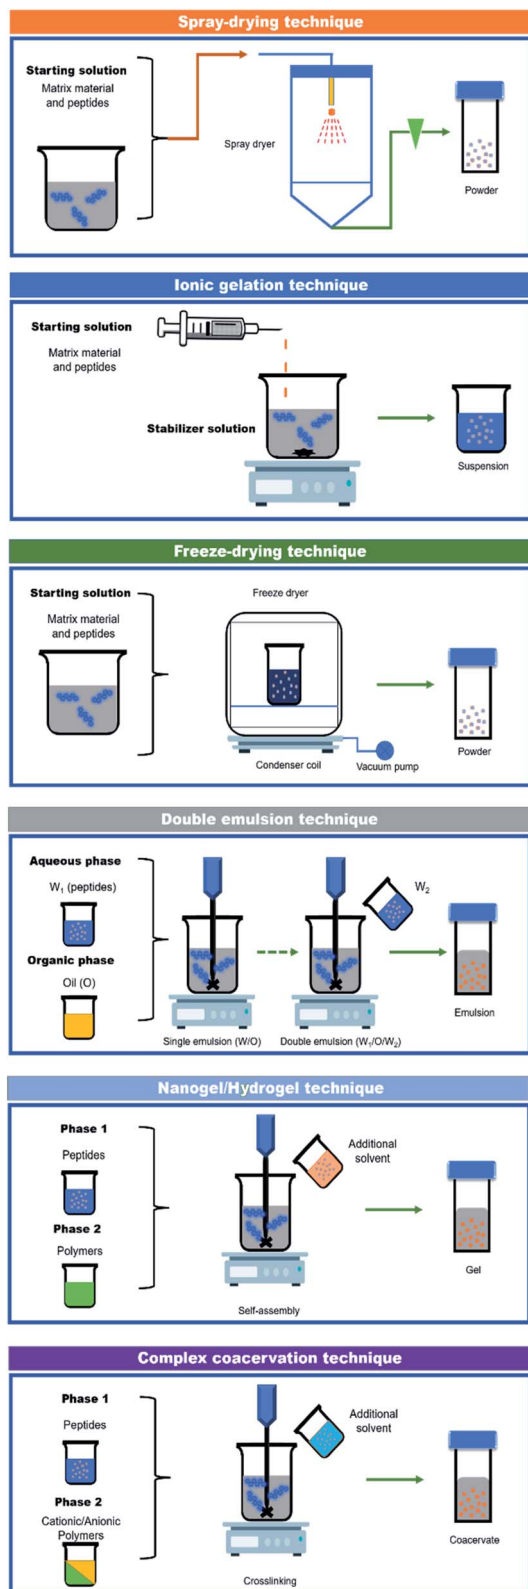 Spray-drying technique
Starting solution
Matrix material
and peptides
Spray dryer
Powder
Ionic gelation technique
Starting solution
Matrix material
and peptides
Stabilizer solution
Suspension
Freeze-drying technique
Starting solution
Matrix material
and peptides
Freeze dryer
Condenser coil
Vacuum pump
Powder
Double emulsion technique
Aqueous phase
W₁ (peptides)
Organic phase
Oil (O)
W₂
Single emulsion (W/O)
Double emulsion (W₁/O/W₂)
Emulsion
Nanogel/Hydrogel technique
Phase 1
Peptides
Phase 2
Polymers
Additional
solvent
Self-assembly
Gel
Complex coacervation technique
Phase 1
Peptides
Phase 2
Cationic/Anionic
Polymers
Additional
solvent
Crosslinking
Coacervate